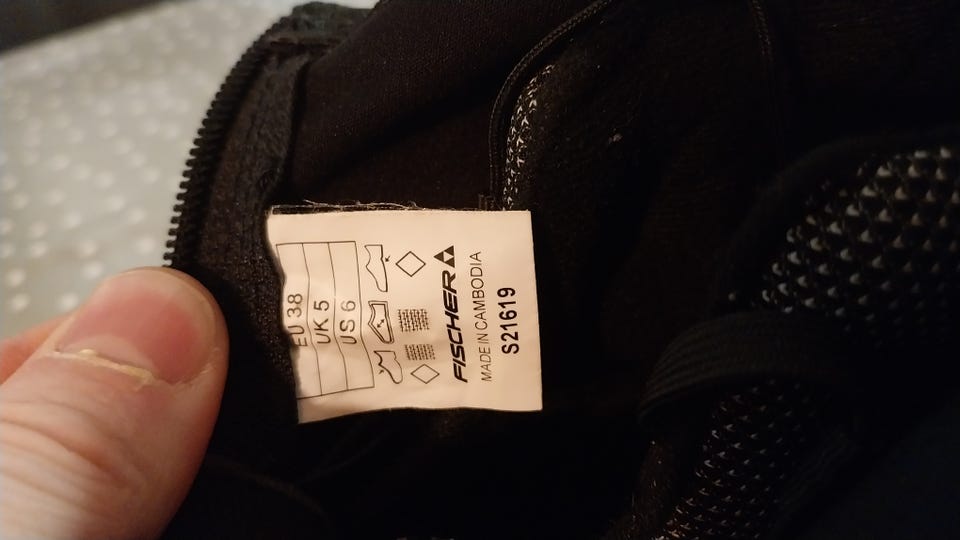 EU 38
UK 5
US 6
FISCHER
MADE IN CAMBODIA
S21619